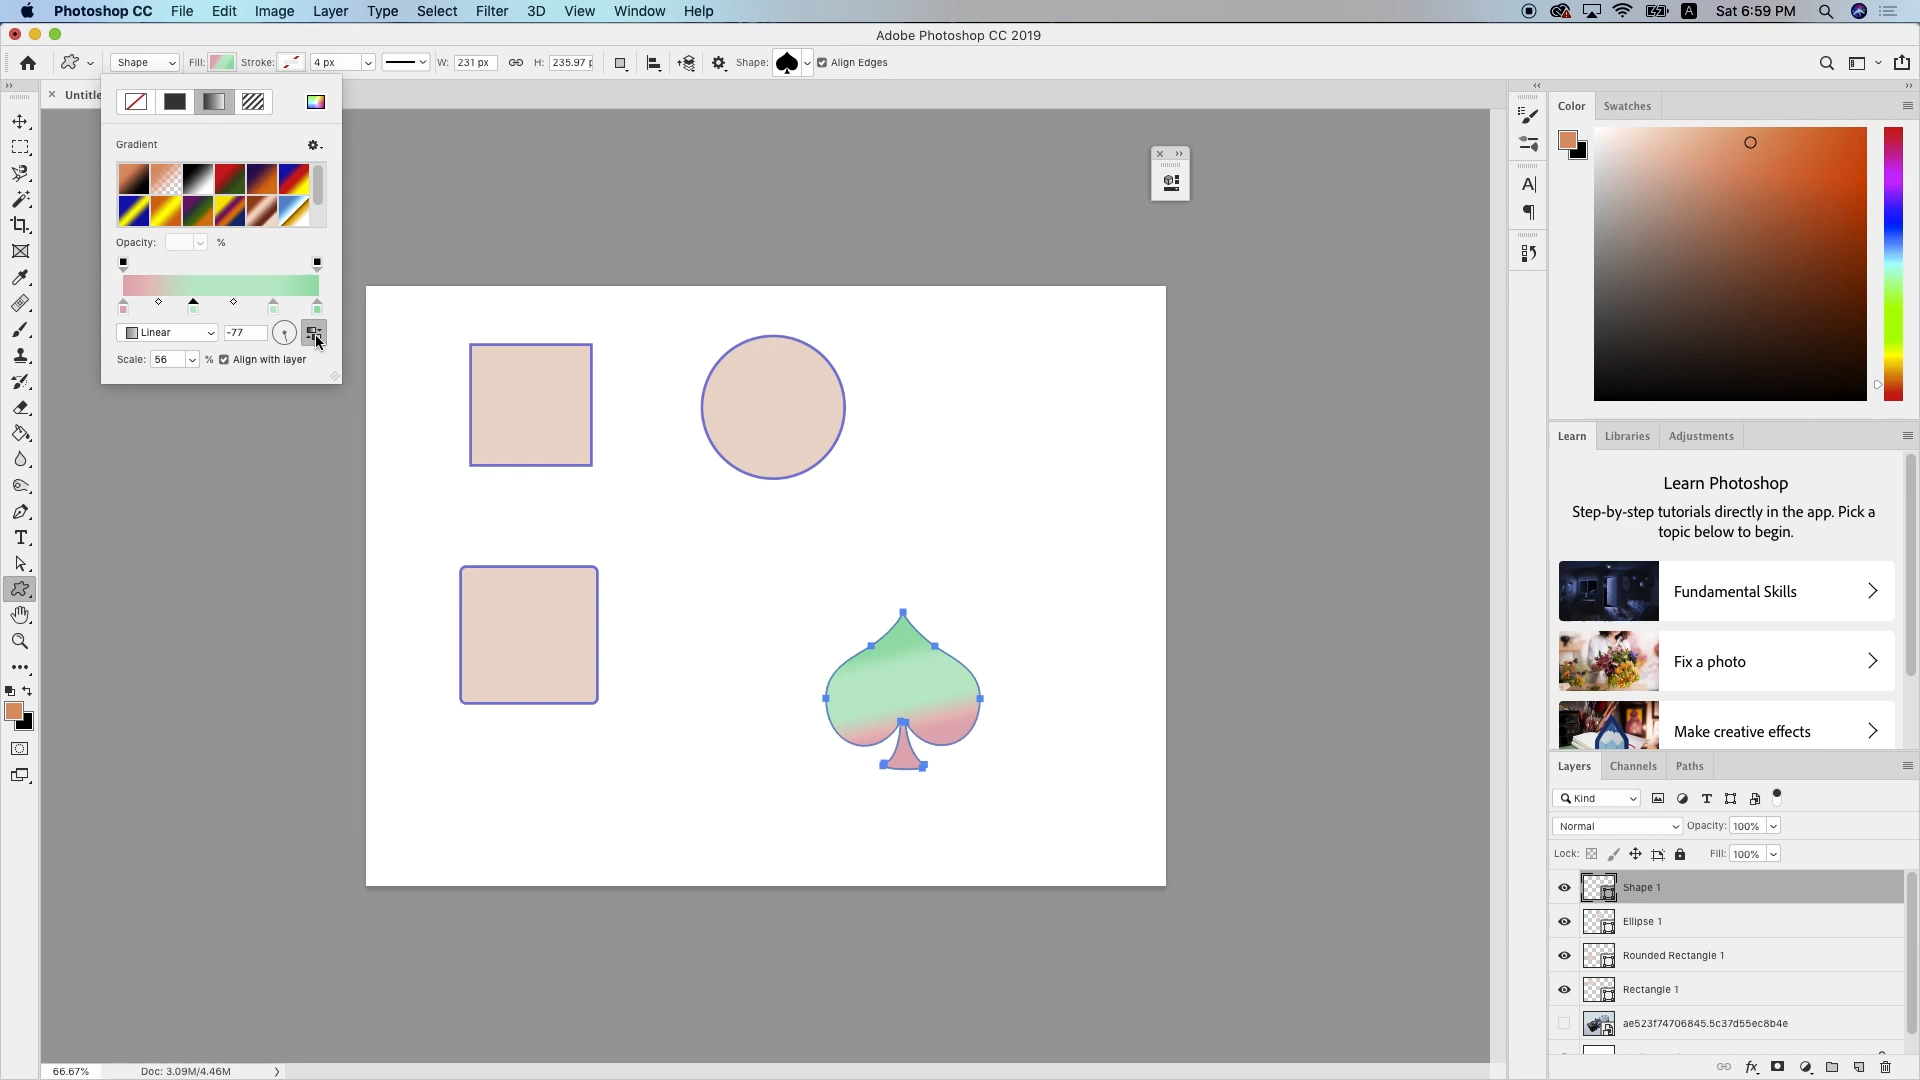 Photoshop CC File Edit Image Layer Type Select Filter 3D View Window Help A Sat 6:59 PM
Adobe Photoshop CC 2019
Shape Fill: Stroke: 4 px W: 231 px H: 235.97 p Shape: Align Edges
Untitle
Gradient
Opacity: %
Linear -77
Scale: 56 % Align with layer
Color Swatches
Learn Libraries Adjustments
Learn Photoshop
Step-by-step tutorials directly in the app. Pick a
topic below to begin.
Fundamental Skills
Fix a photo
Make creative effects
Layers Channels Paths
Kind
Normal Opacity: 100%
Lock: Fill: 100%
Shape 1
Ellipse 1
Rounded Rectangle 1
Rectangle 1
ae523f74706845.5c37d55ec8b4e
66.67% Doc: 3.09M/4.46M